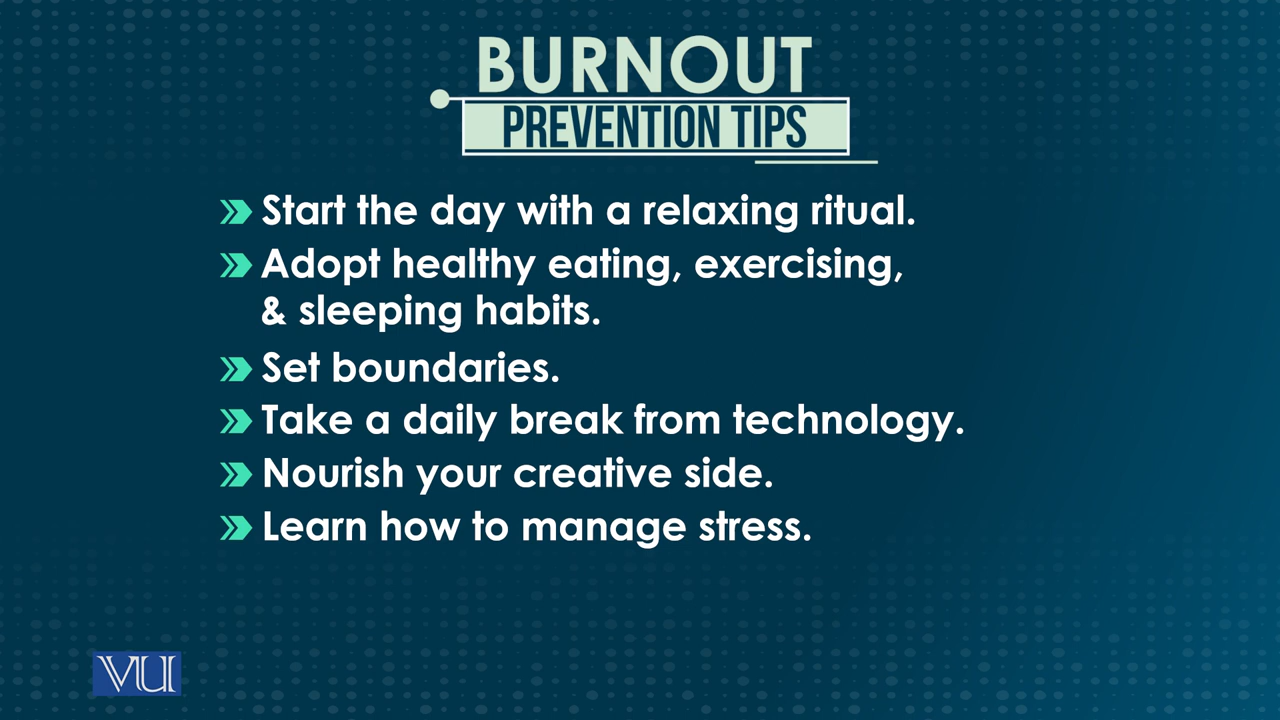 BURNOUT
PREVENTION TIPS
Start the day with a relaxing ritual.
Adopt healthy eating, exercising,
& sleeping habits.
Set boundaries.
Take a daily break from technology.
Nourish your creative side.
Learn how to manage stress.
VU